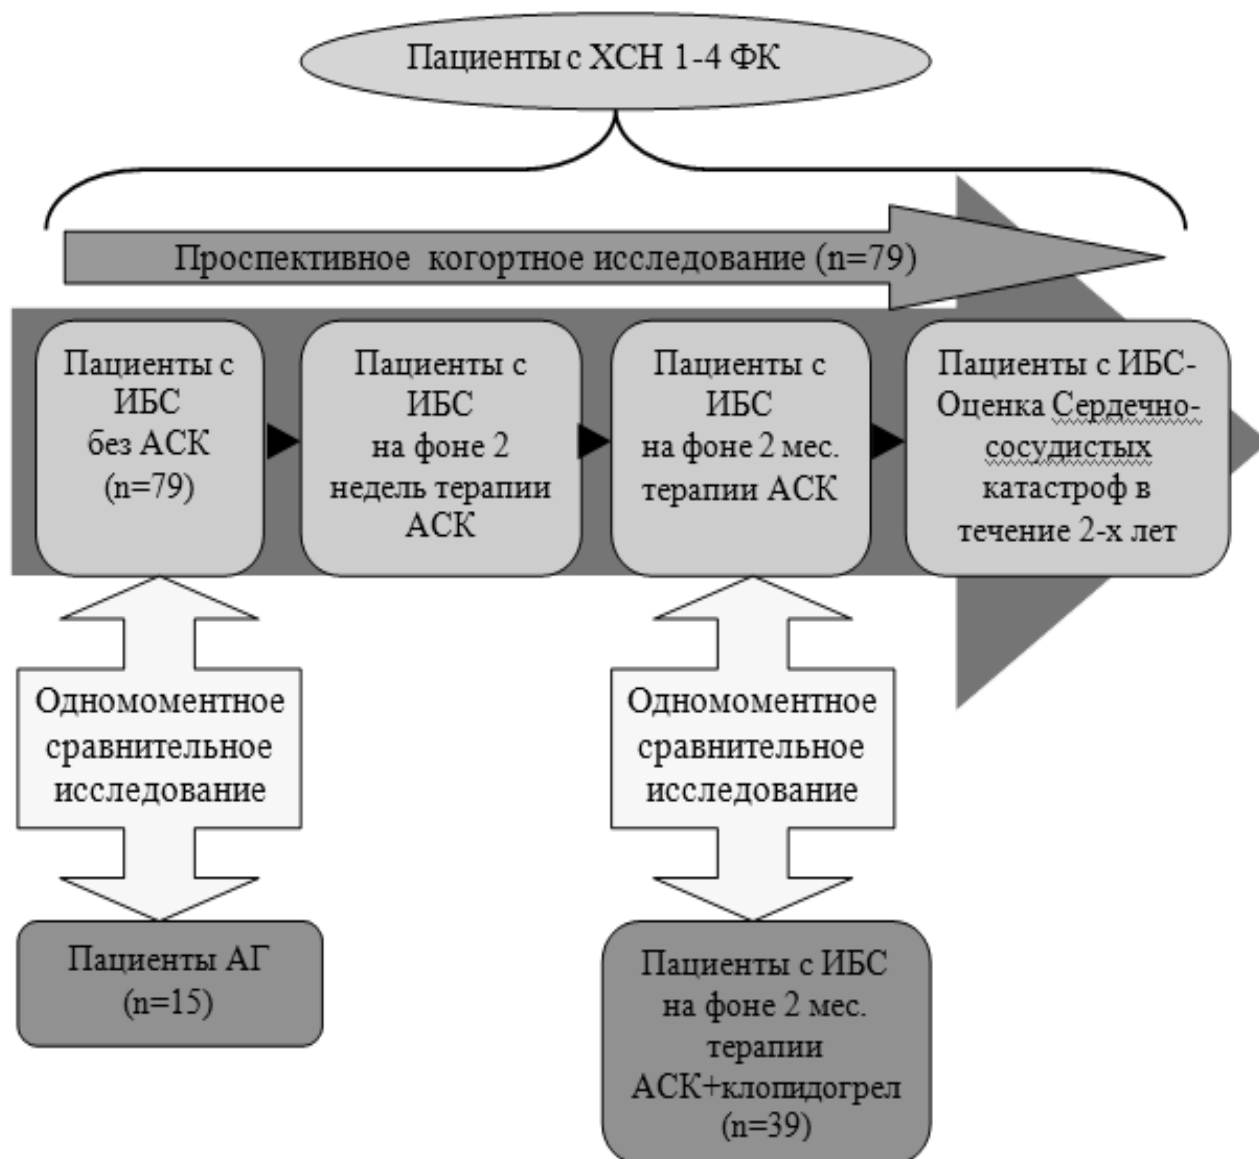 Пациенты с ХСН 1-4 ФК
Проспективное когортное исследование (n=79)
Пациенты с
ИБС
без АСК
(n=79)
Пациенты с
ИБС
на фоне 2
недель терапии
АСК
Пациенты с
ИБС
на фоне 2 мес.
терапии АСК
Пациенты с ИБС-
Оценка Сердечно-
сосудистых
катастроф в
течение 2-х лет
Одномоментное
сравнительное
исследование
Одномоментное
сравнительное
исследование
Пациенты АГ
(n=15)
Пациенты с ИБС
на фоне 2 мес.
терапии
АСК+клопидогрел
(n=39)